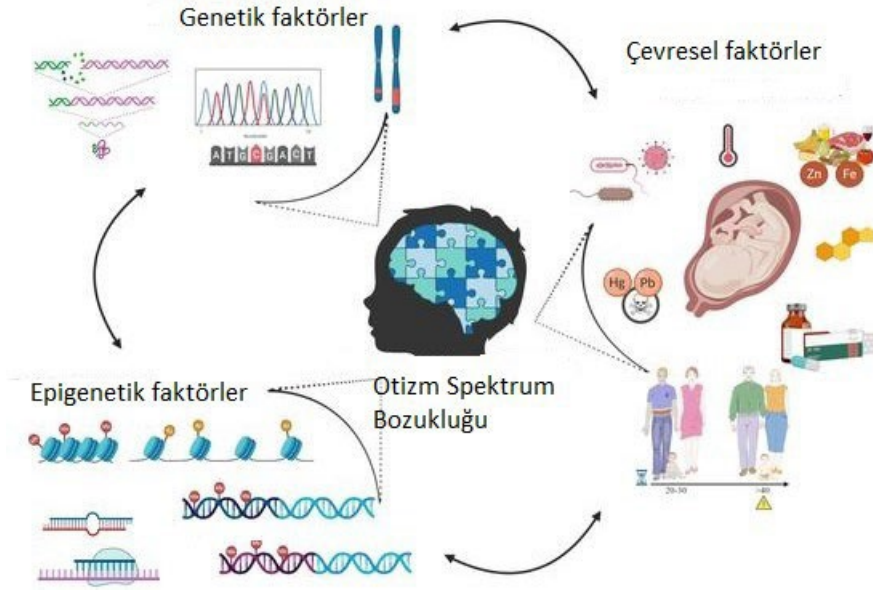 Genetik faktörler
Çevresel faktörler
A T G C G A C T
Zn Fe
Hg Pb
Epigenetik faktörler
Otizm Spektrum
Bozukluğu
20-30 >40